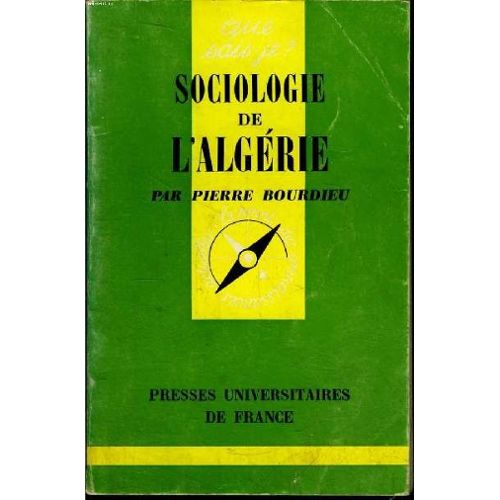 que
sais-je?
SOCIOLOGIE
DE
L'ALGÉRIE
PAR PIERRE BOURDIEU
PRESSES UNIVERSITAIRES
DE FRANCE